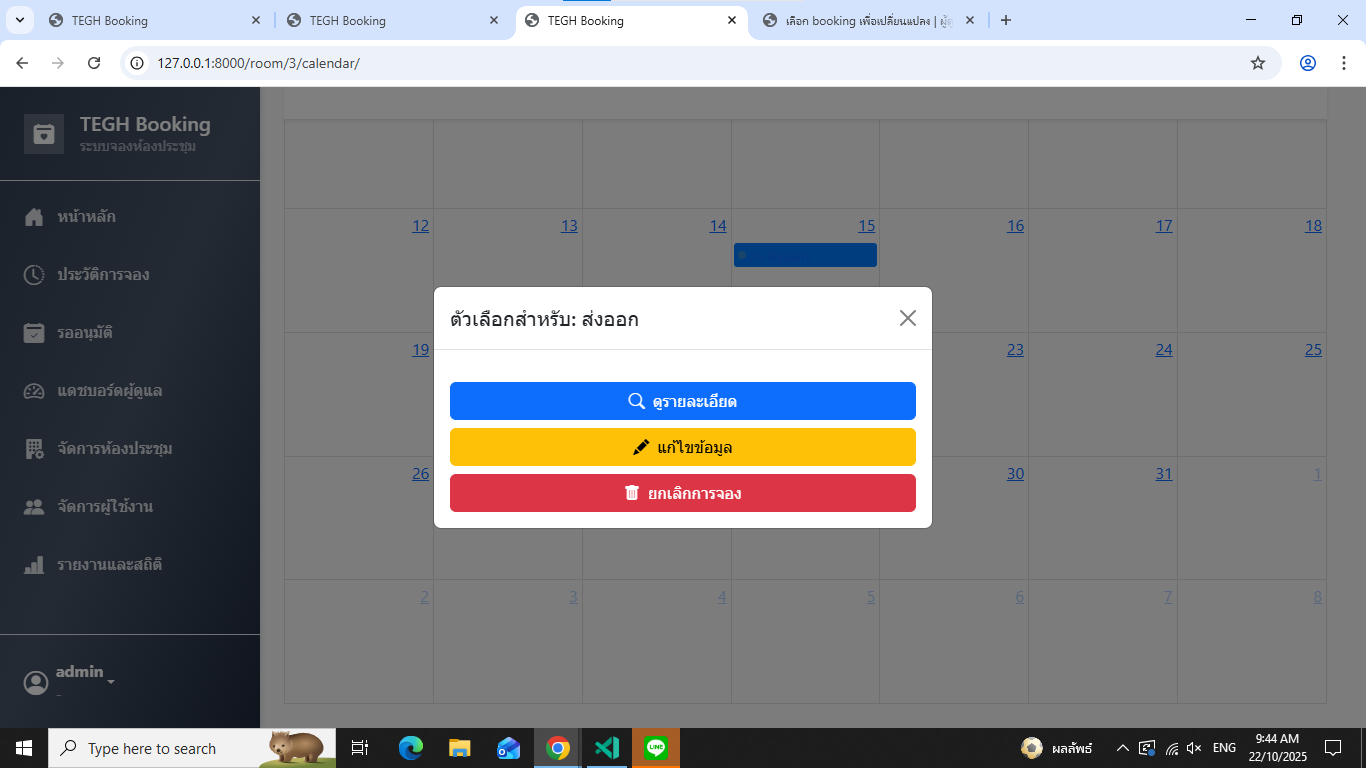 TEGH Booking
TEGH Booking
TEGH Booking
เลือก booking เพื่อเปลี่ยนแปลง |
127.0.0.1:8000/room/3/calendar/
TEGH Booking
ระบบจองห้องประชุม
หน้าหลัก
ประวัติการจอง
รออนุมัติ
แดชบอร์ดผู้ดูแล
จัดการห้องประชุม
จัดการผู้ใช้งาน
รายงานและสถิติ
admin
-
12 13 14 15 16 17 18
19 23 24 25
26 30 31 1
2 3 4 5 6 7 8
ตัวเลือกสำหรับ: ส่งออก
ดูรายละเอียด
แก้ไขข้อมูล
ยกเลิกการจอง
Type here to search
ผลลัพธ์
ENG
9:44 AM
22/10/2025